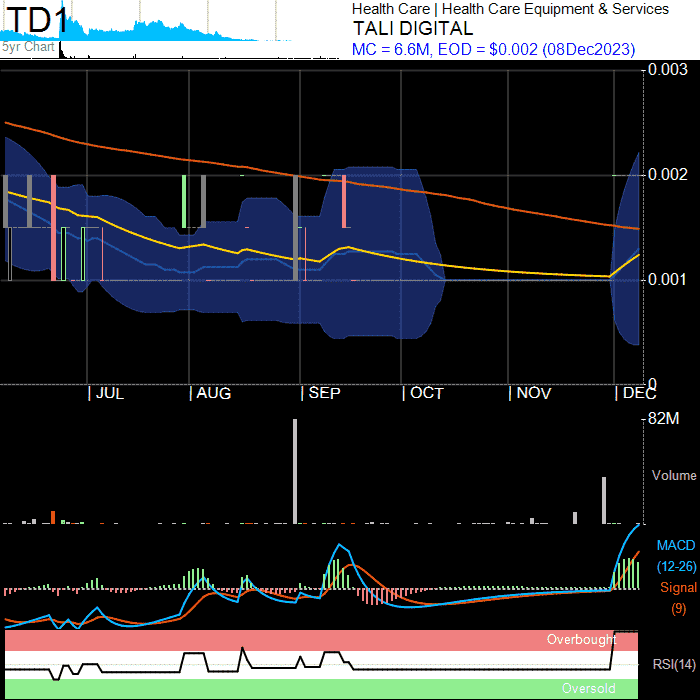 TD1
5yr Chart
Health Care | Health Care Equipment & Services
TALI DIGITAL
MC = 6.6M, EOD = $0.002 (08Dec2023)
0.003
0.002
0.001
0
JUL AUG SEP OCT NOV DEC
82M
Volume
MACD
(12-26)
Signal
(9)
Overbought
RSI(14)
Oversold